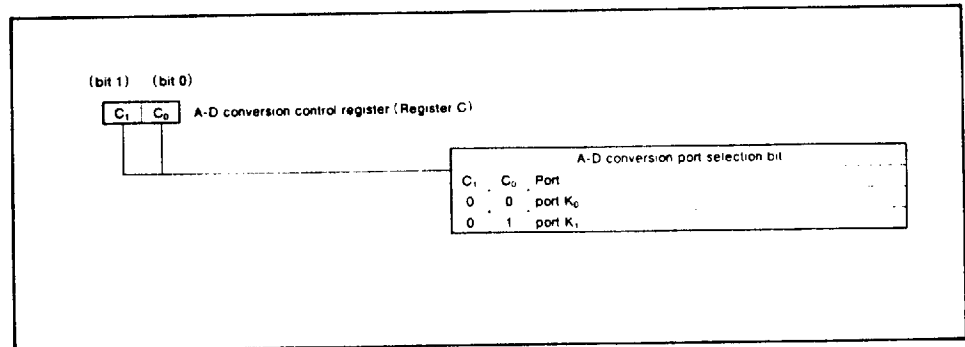 (bit 1) (bit 0)
C₁ C₀ A-D conversion control register (Register C)
A-D conversion port selection bit
C₁ C₀ Port
0 0 port K₀
0 1 port K₁